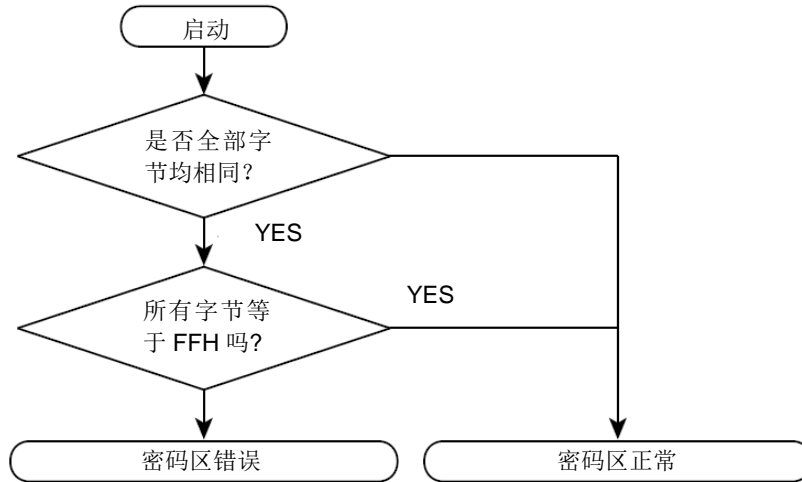 启动
是否全部字
节均相同？
YES
所有字节等
于 FFH 吗?
YES
密码区错误
密码区正常